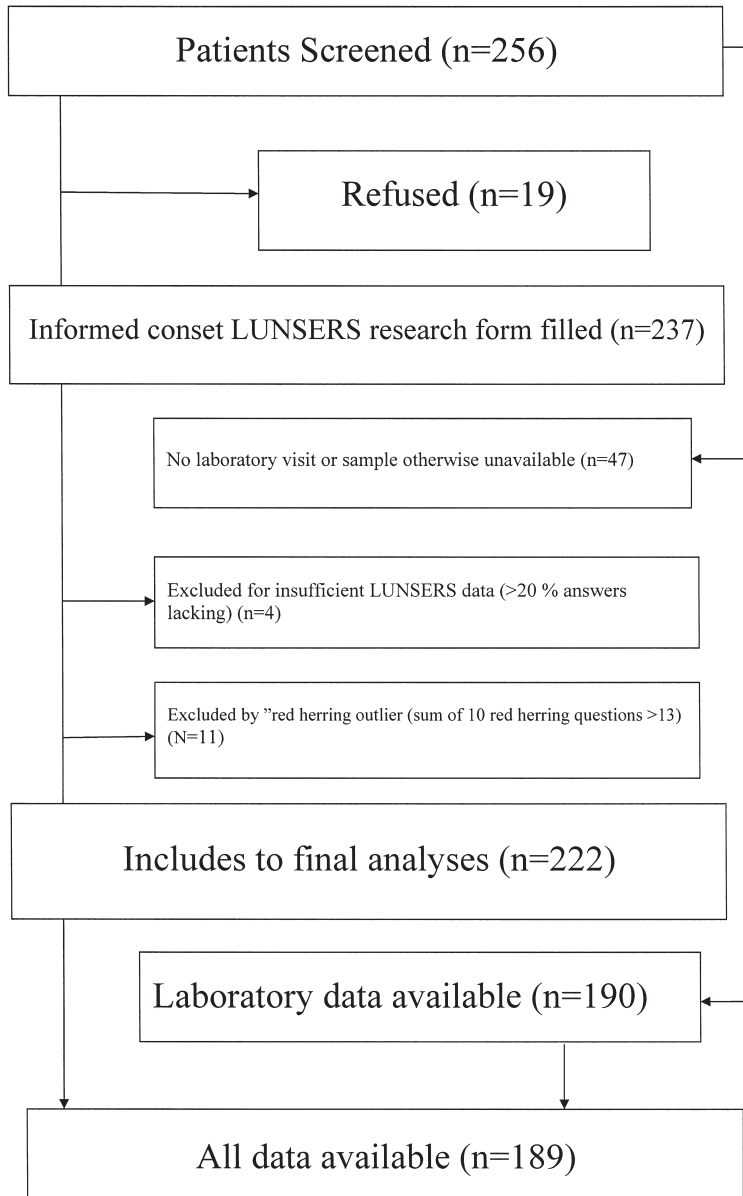 Patients Screened (n=256)
Refused (n=19)
Informed conset LUNSERS research form filled (n=237)
No laboratory visit or sample otherwise unavailable (n=47)
Excluded for insufficient LUNSERS data (>20 % answers
lacking) (n=4)
Excluded by ”red herring outlier (sum of 10 red herring questions >13)
(N=11)
Includes to final analyses (n=222)
Laboratory data available (n=190)
All data available (n=189)